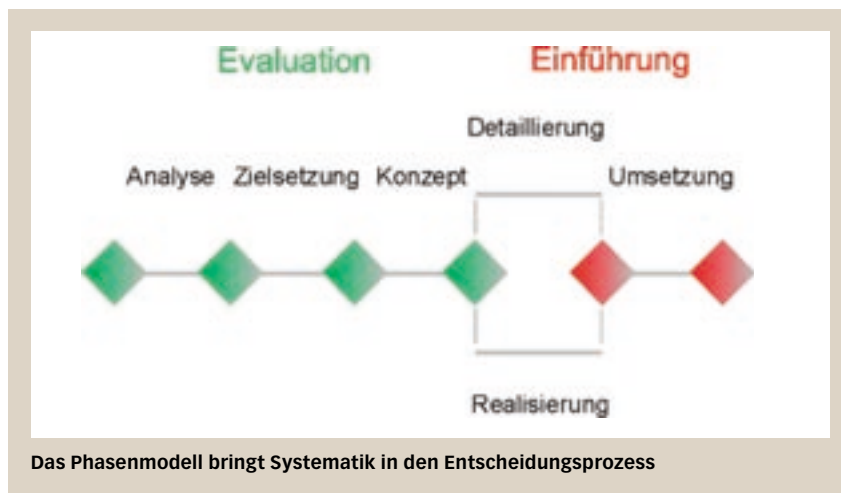 Evaluation Einführung
Detaillierung
Analyse Zielsetzung Konzept Umsetzung
Realisierung
Das Phasenmodell bringt Systematik in den Entscheidungsprozess